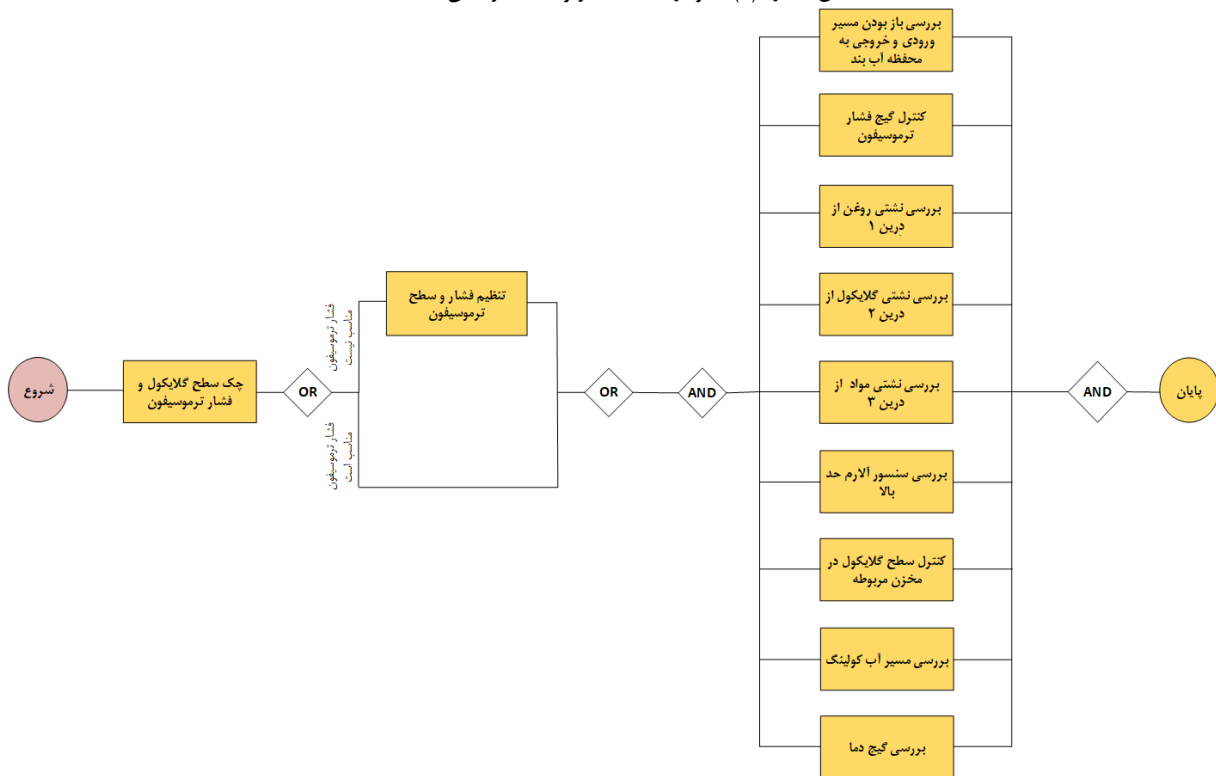 بررسی باز بودن مسیر
ورودی و خروجی به
محفظه آب بند
کنترل گیج فشار
ترموسیفون
بررسی نشتی روغن از
درین ۱
تنظیم فشار و سطح
ترموسیفون
فشار ترموسیفون
مناسب نیست
بررسی نشتی گلایکول از
درین ۲
شروع
چک سطح گلایکول و
فشار ترموسیفون
OR
OR
AND
بررسی نشتی مواد از
درین ۳
AND
پایان
فشار ترموسیفون
مناسب است
بررسی سنسور آلارم حد
بالا
کنترل سطح گلایکول در
مخزن مربوطه
بررسی مسیر آب کولینگ
بررسی گیج دما